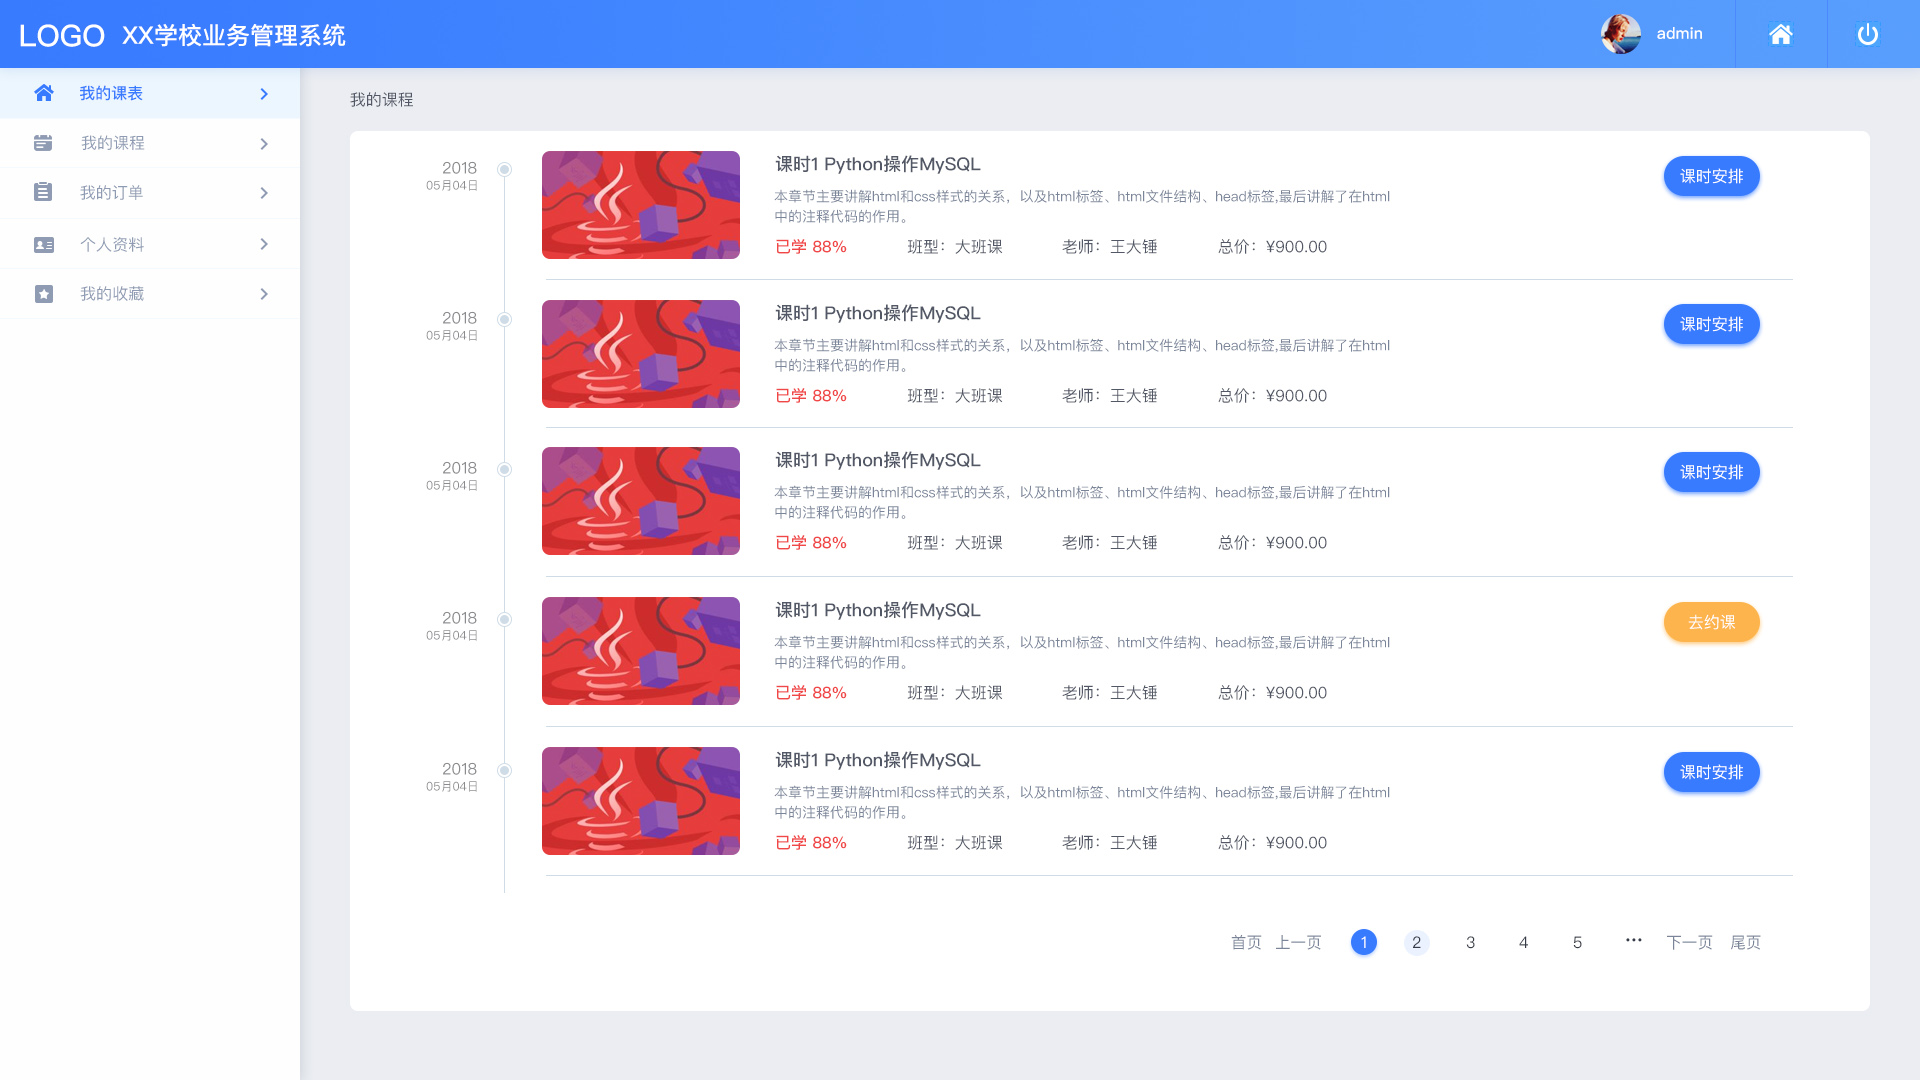 LOGO XX学校业务管理系统
admin
我的课表
我的课程
我的订单
个人资料
我的收藏
我的课程
2018
05月04日
课时1 Python操作MySQL
本章节主要讲解html和css样式的关系，以及html标签、html文件结构、head标签,最后讲解了在html
中的注释代码的作用。
已学 88% 班型：大班课 老师：王大锤 总价：¥900.00
课时安排
2018
05月04日
课时1 Python操作MySQL
本章节主要讲解html和css样式的关系，以及html标签、html文件结构、head标签,最后讲解了在html
中的注释代码的作用。
已学 88% 班型：大班课 老师：王大锤 总价：¥900.00
课时安排
2018
05月04日
课时1 Python操作MySQL
本章节主要讲解html和css样式的关系，以及html标签、html文件结构、head标签,最后讲解了在html
中的注释代码的作用。
已学 88% 班型：大班课 老师：王大锤 总价：¥900.00
课时安排
2018
05月04日
课时1 Python操作MySQL
本章节主要讲解html和css样式的关系，以及html标签、html文件结构、head标签,最后讲解了在html
中的注释代码的作用。
已学 88% 班型：大班课 老师：王大锤 总价：¥900.00
去约课
2018
05月04日
课时1 Python操作MySQL
本章节主要讲解html和css样式的关系，以及html标签、html文件结构、head标签,最后讲解了在html
中的注释代码的作用。
已学 88% 班型：大班课 老师：王大锤 总价：¥900.00
课时安排
首页 上一页 1 2 3 4 5 ··· 下一页 尾页